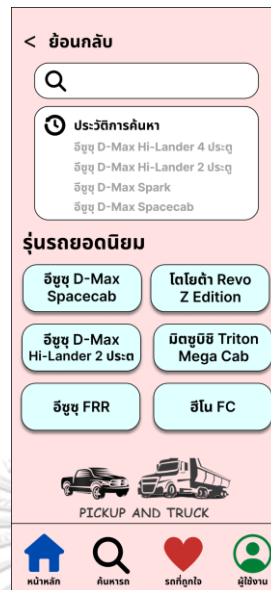 < ย้อนกลับ
ประวัติการค้นหา
อีซูซุ D-Max Hi-Lander 4 ประตู
อีซูซุ D-Max Hi-Lander 2 ประตู
อีซูซุ D-Max Spark
อีซูซุ D-Max Spacecab
รุ่นรถยอดนิยม
อีซูซุ D-Max
Spacecab
โตโยต้า Revo
Z Edition
อีซูซุ D-Max
Hi-Lander 2 ประต
มิตซูบิชิ Triton
Mega Cab
อีซูซุ FRR
ฮีโน FC
PICKUP AND TRUCK
หน้าหลัก
ค้นหารถ
รถที่ถูกใจ
ผู้ใช้งาน